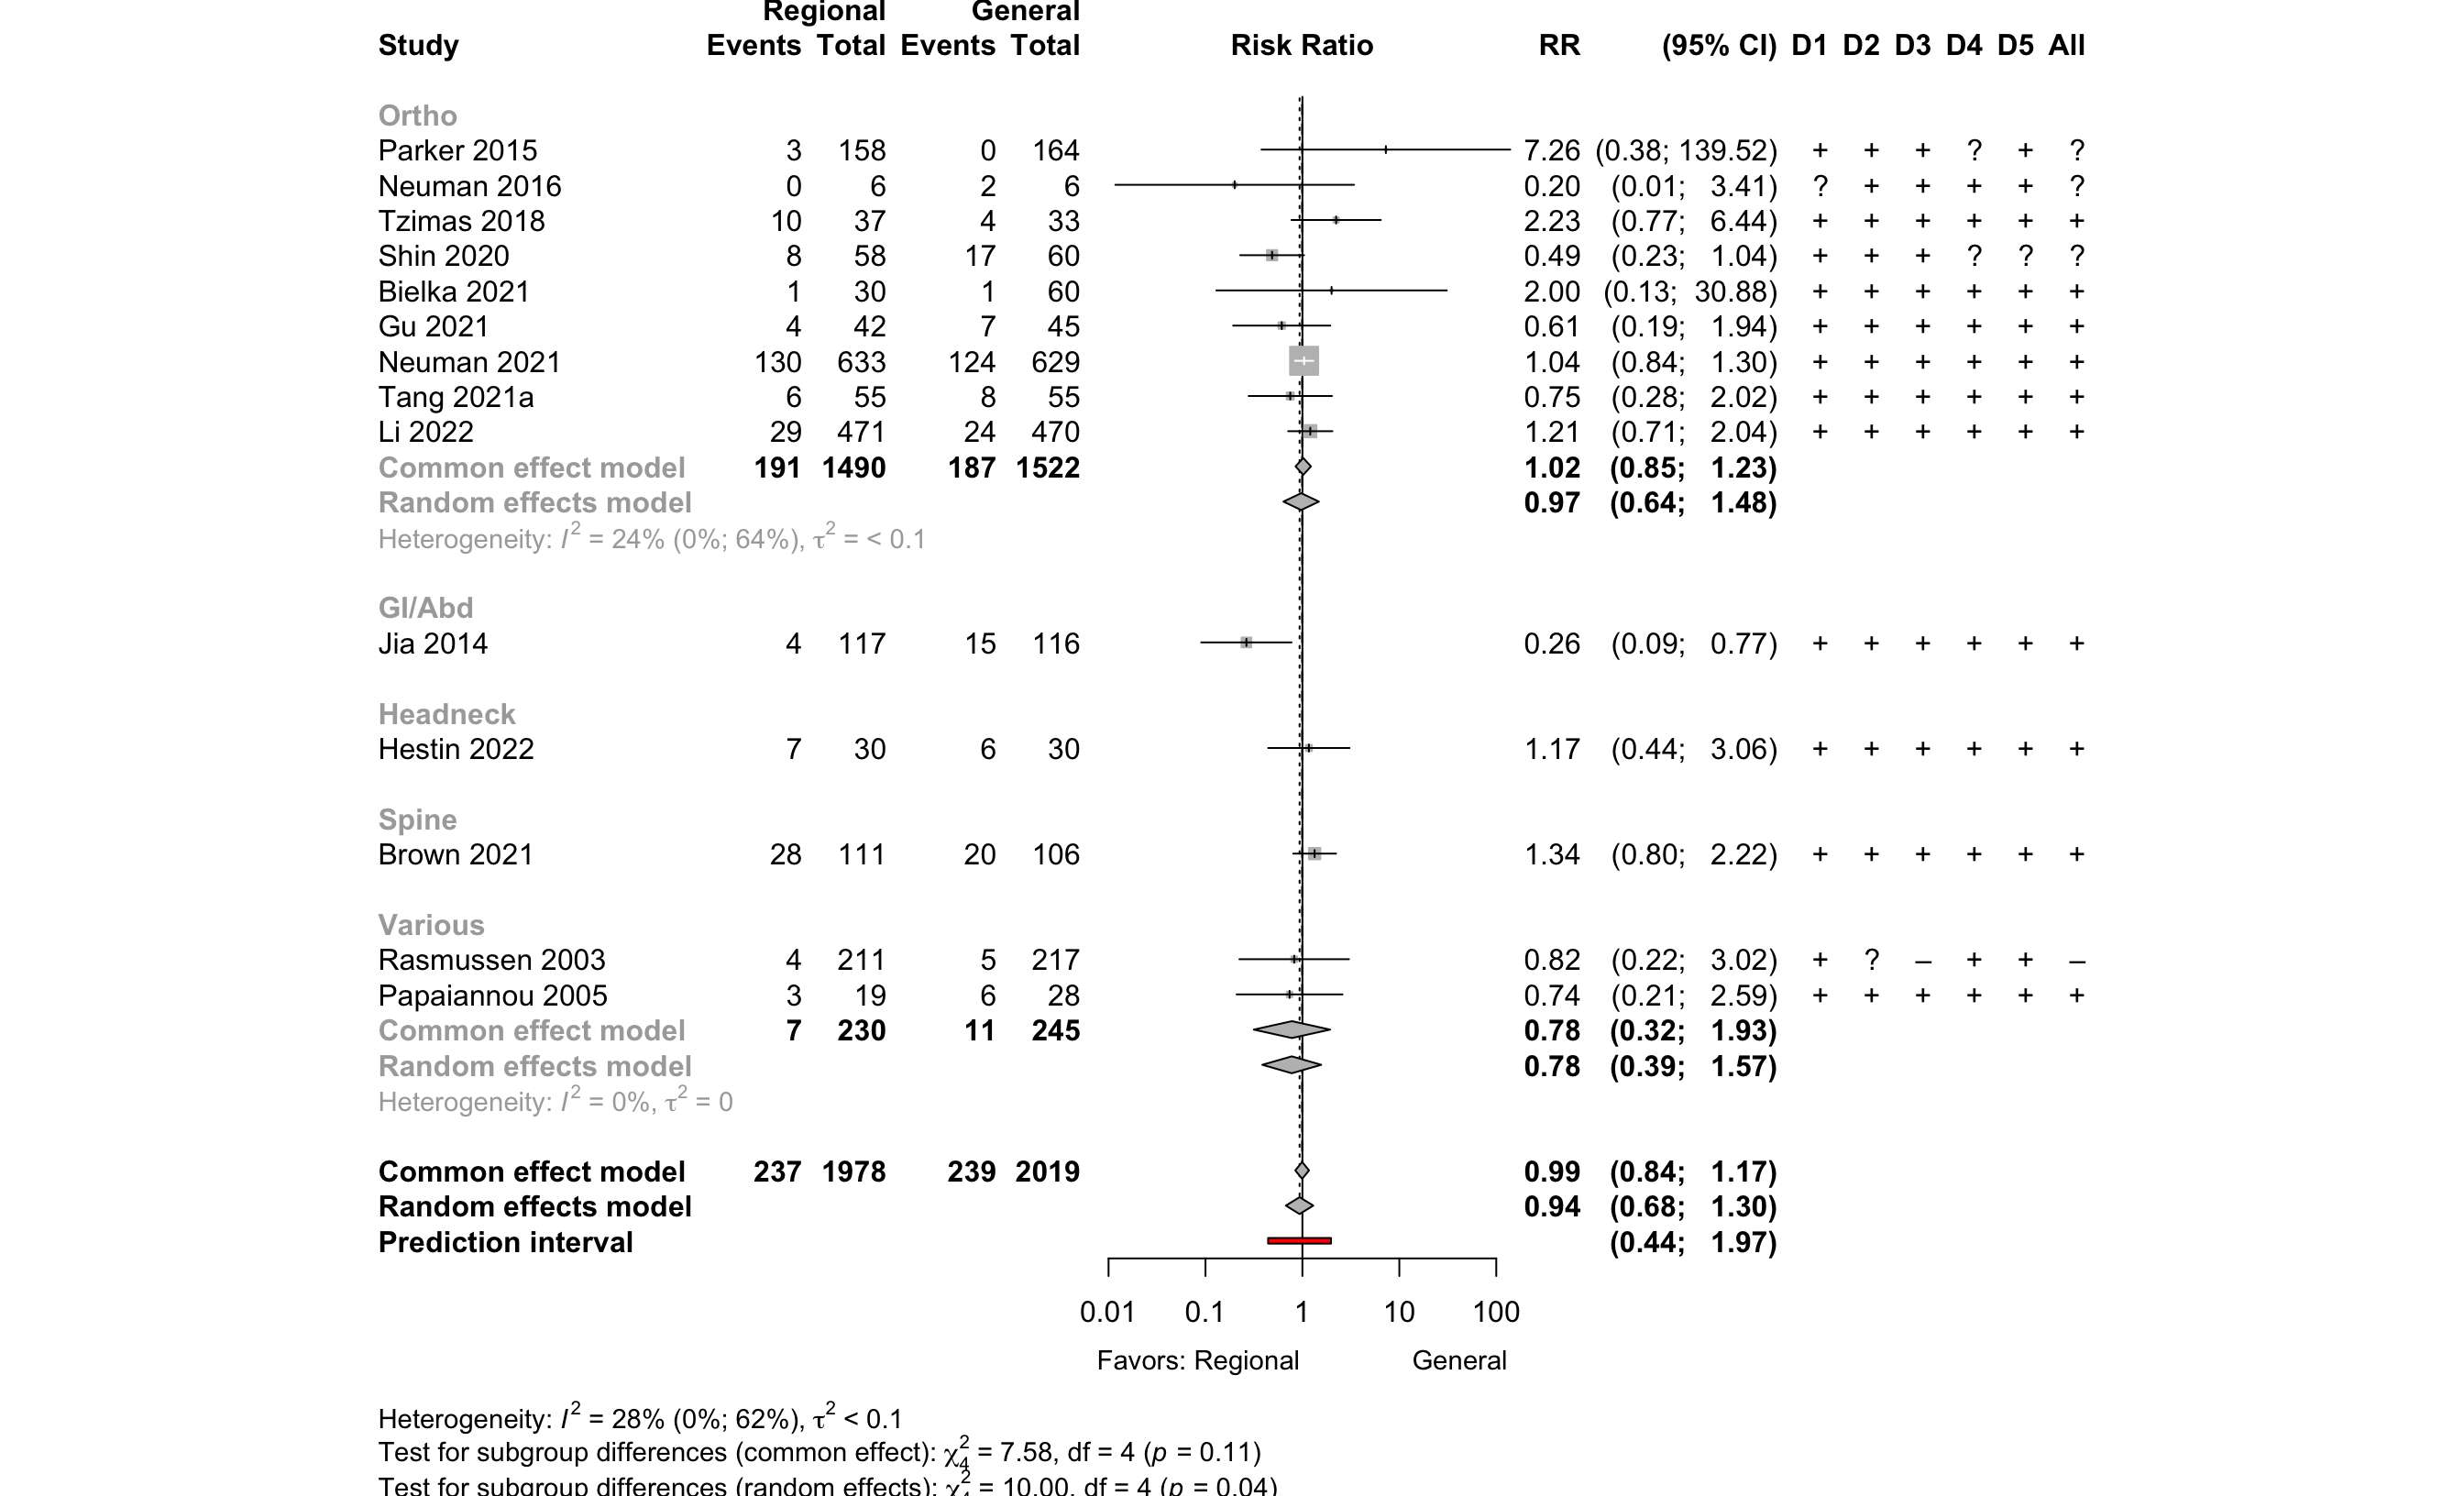 Regional General
Study Events Total Events Total Risk Ratio RR (95% CI) D1 D2 D3 D4 D5 All
Ortho
Parker 2015 3 158 0 164 7.26 (0.38; 139.52) + + + ? + ?
Neuman 2016 0 6 2 6 0.20 (0.01; 3.41) ? + + + + ?
Tzimas 2018 10 37 4 33 2.23 (0.77; 6.44) + + + + + +
Shin 2020 8 58 17 60 0.49 (0.23; 1.04) + + + ? ? ?
Bielka 2021 1 30 1 60 2.00 (0.13; 30.88) + + + + + +
Gu 2021 4 42 7 45 0.61 (0.19; 1.94) + + + + + +
Neuman 2021 130 633 124 629 1.04 (0.84; 1.30) + + + + + +
Tang 2021a 6 55 8 55 0.75 (0.28; 2.02) + + + + + +
Li 2022 29 471 24 470 1.21 (0.71; 2.04) + + + + + +
Common effect model 191 1490 187 1522 1.02 (0.85; 1.23)
Random effects model 0.97 (0.64; 1.48)
Heterogeneity: I² = 24% (0%; 64%), τ² = < 0.1
GI/Abd
Jia 2014 4 117 15 116 0.26 (0.09; 0.77) + + + + + +
Headneck
Hestin 2022 7 30 6 30 1.17 (0.44; 3.06) + + + + + +
Spine
Brown 2021 28 111 20 106 1.34 (0.80; 2.22) + + + + + +
Various
Rasmussen 2003 4 211 5 217 0.82 (0.22; 3.02) + ? – + + –
Papaiannou 2005 3 19 6 28 0.74 (0.21; 2.59) + + + + + +
Common effect model 7 230 11 245 0.78 (0.32; 1.93)
Random effects model 0.78 (0.39; 1.57)
Heterogeneity: I² = 0%, τ² = 0
Common effect model 237 1978 239 2019 0.99 (0.84; 1.17)
Random effects model 0.94 (0.68; 1.30)
Prediction interval (0.44; 1.97)
0.01 0.1 1 10 100
Favors: Regional General
Heterogeneity: I² = 28% (0%; 62%), τ² < 0.1
Test for subgroup differences (common effect): χ²₄ = 7.58, df = 4 (p = 0.11)
Test for subgroup differences (random effects): χ²₄ = 10.00, df = 4 (p = 0.04)